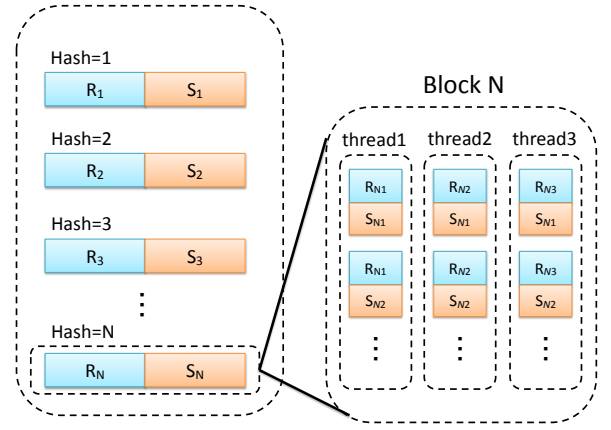 Hash=1
R1 S1
Hash=2
R2 S2
Hash=3
R3 S3
⋮
Hash=N
RN SN
Block N
thread1 thread2 thread3
RN1 RN2 RN3
SN1 SN1 SN1
RN1 RN2 RN3
SN2 SN2 SN2
⋮ ⋮ ⋮